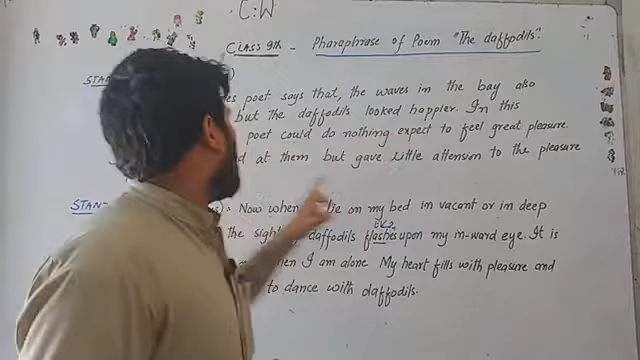 C:W
CLASS 9th - Pharaphrase of Poem "The daffodils".
STAN
poet says that, the waves in the bay also
but the daffodils looked happier. In this
poet could do nothing expect to feel great pleasure.
at them but gave little attension to the pleasure
STAN- Now when lie on my bed in vacant or in deep
the sight daffodils flashes upon my in-ward eye. It is
when I am alone My heart fills with pleasure and
to dance with daffodils.